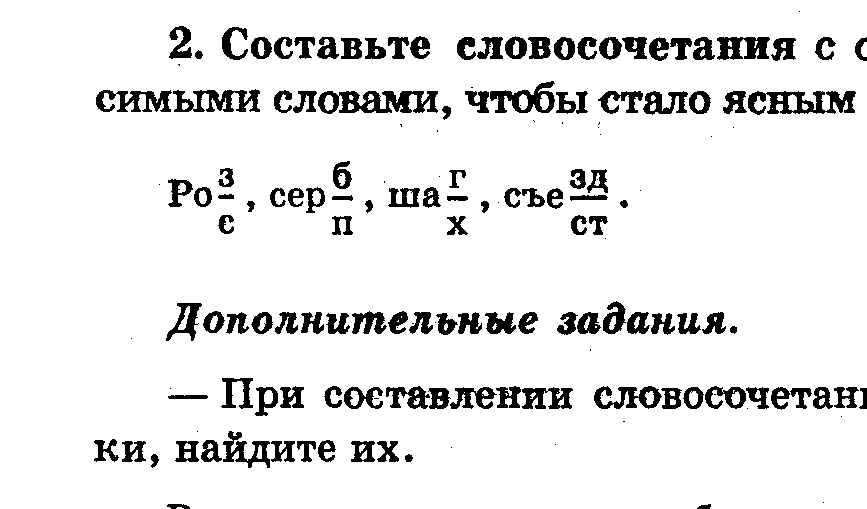 2. Составьте словосочетания с
симыми словами, чтобы стало ясным
Ро з/с, сер б/п, ша г/х, съе зд/ст.
Дополнительные задания.
— При составлении словосочетан
ки, найдите их.